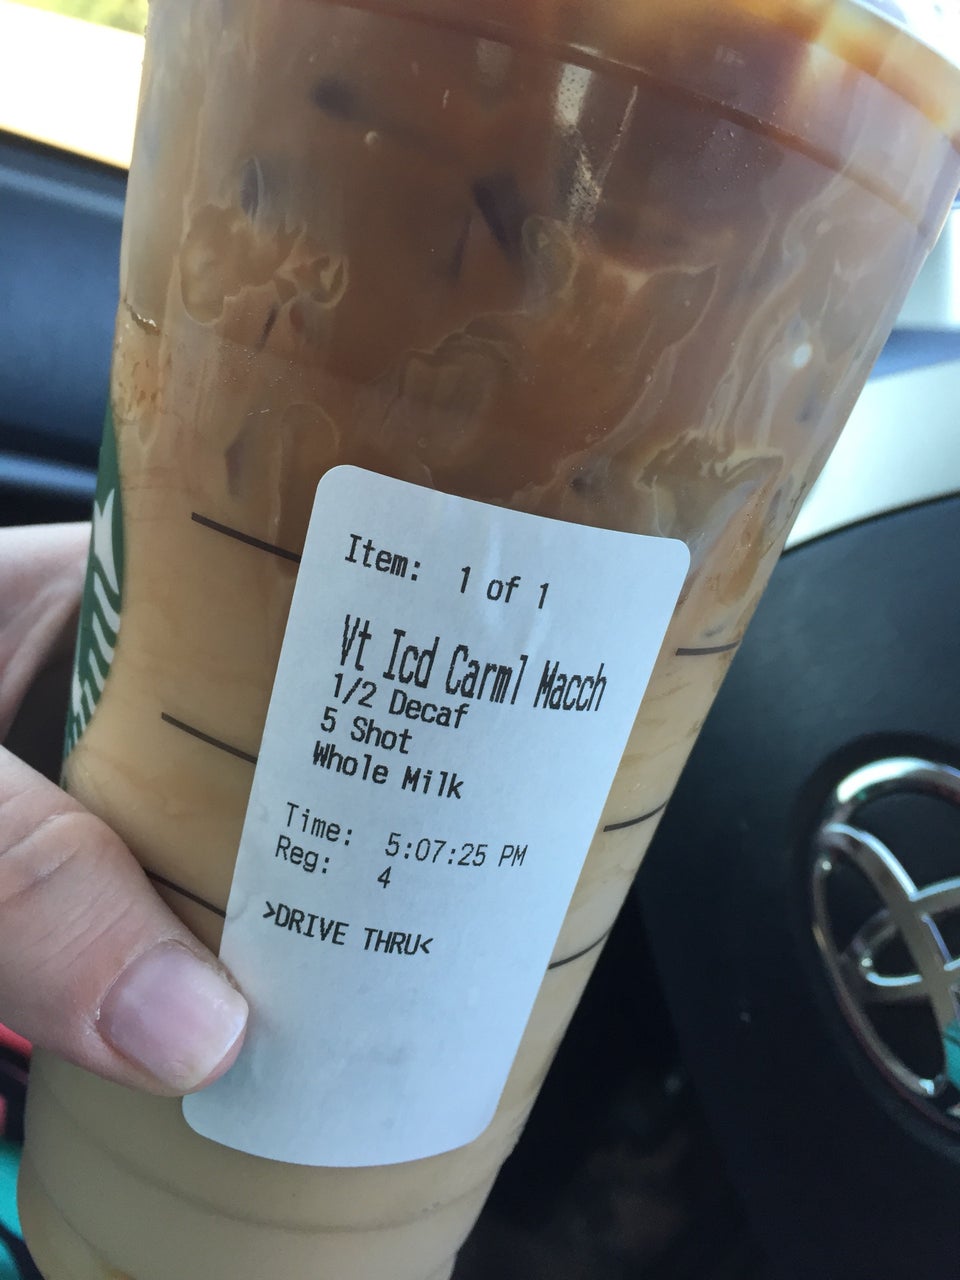 Item: 1 of 1
Vt Icd Carml Macch
1/2 Decaf
5 Shot
Whole Milk
Time: 5:07:25 PM
Reg: 4
>DRIVE THRU<